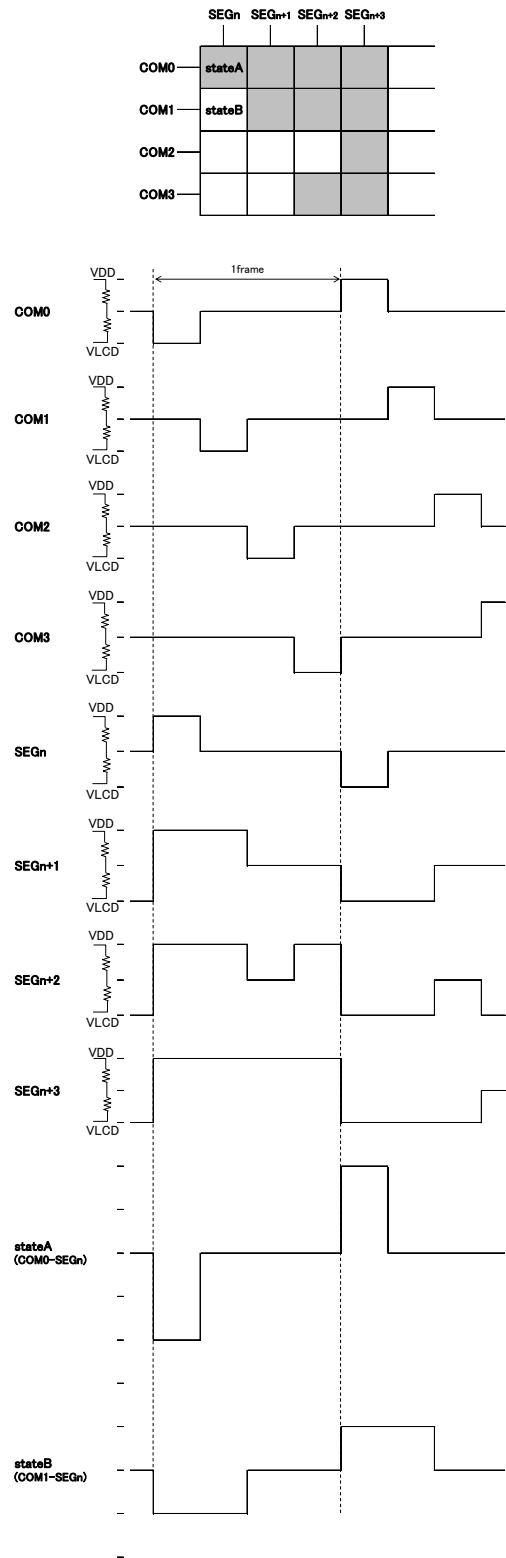 SEGn SEGn+1 SEGn+2 SEGn+3
COM0 stateA
COM1 stateB
COM2
COM3
1frame
VDD
COM0
VLCD
VDD
COM1
VLCD
VDD
COM2
VLCD
VDD
COM3
VLCD
VDD
SEGn
VLCD
VDD
SEGn+1
VLCD
VDD
SEGn+2
VLCD
VDD
SEGn+3
VLCD
stateA
(COM0-SEGn)
stateB
(COM1-SEGn)